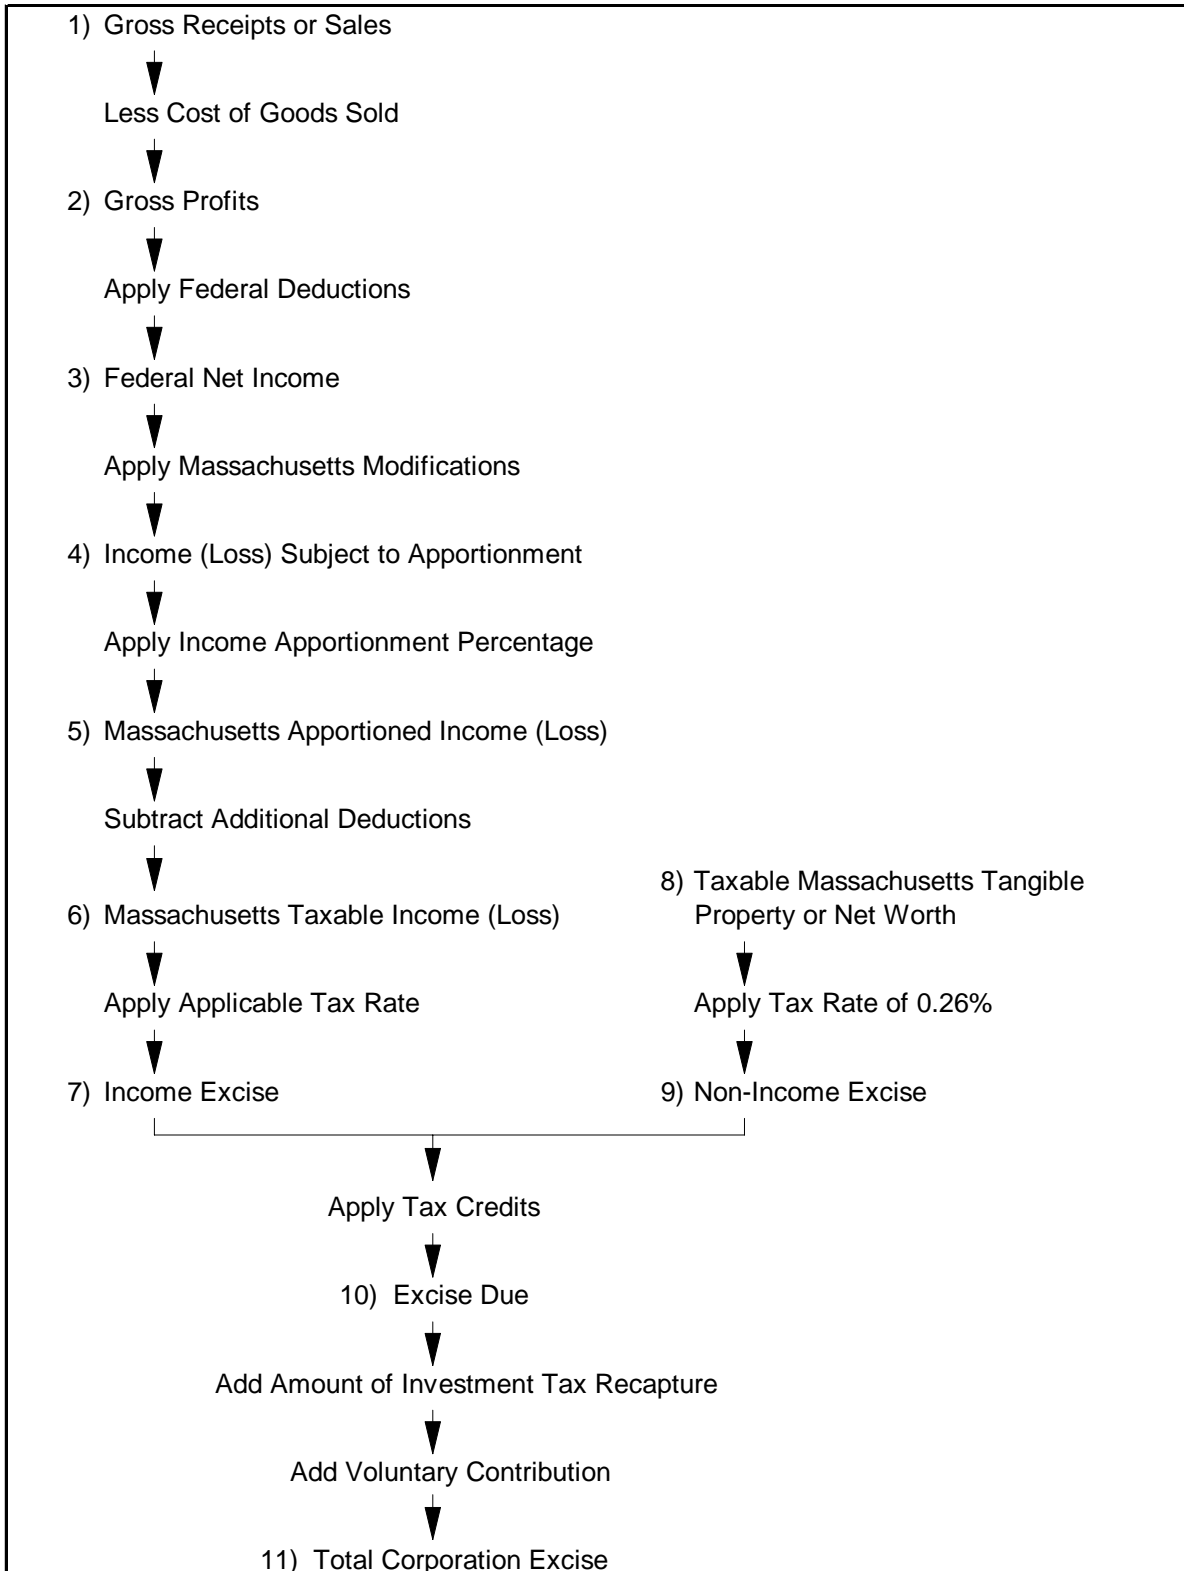 1) Gross Receipts or Sales
Less Cost of Goods Sold
2) Gross Profits
Apply Federal Deductions
3) Federal Net Income
Apply Massachusetts Modifications
4) Income (Loss) Subject to Apportionment
Apply Income Apportionment Percentage
5) Massachusetts Apportioned Income (Loss)
Subtract Additional Deductions
6) Massachusetts Taxable Income (Loss)
Apply Applicable Tax Rate
7) Income Excise
8) Taxable Massachusetts Tangible
Property or Net Worth
Apply Tax Rate of 0.26%
9) Non-Income Excise
Apply Tax Credits
10) Excise Due
Add Amount of Investment Tax Recapture
Add Voluntary Contribution
11) Total Corporation Excise